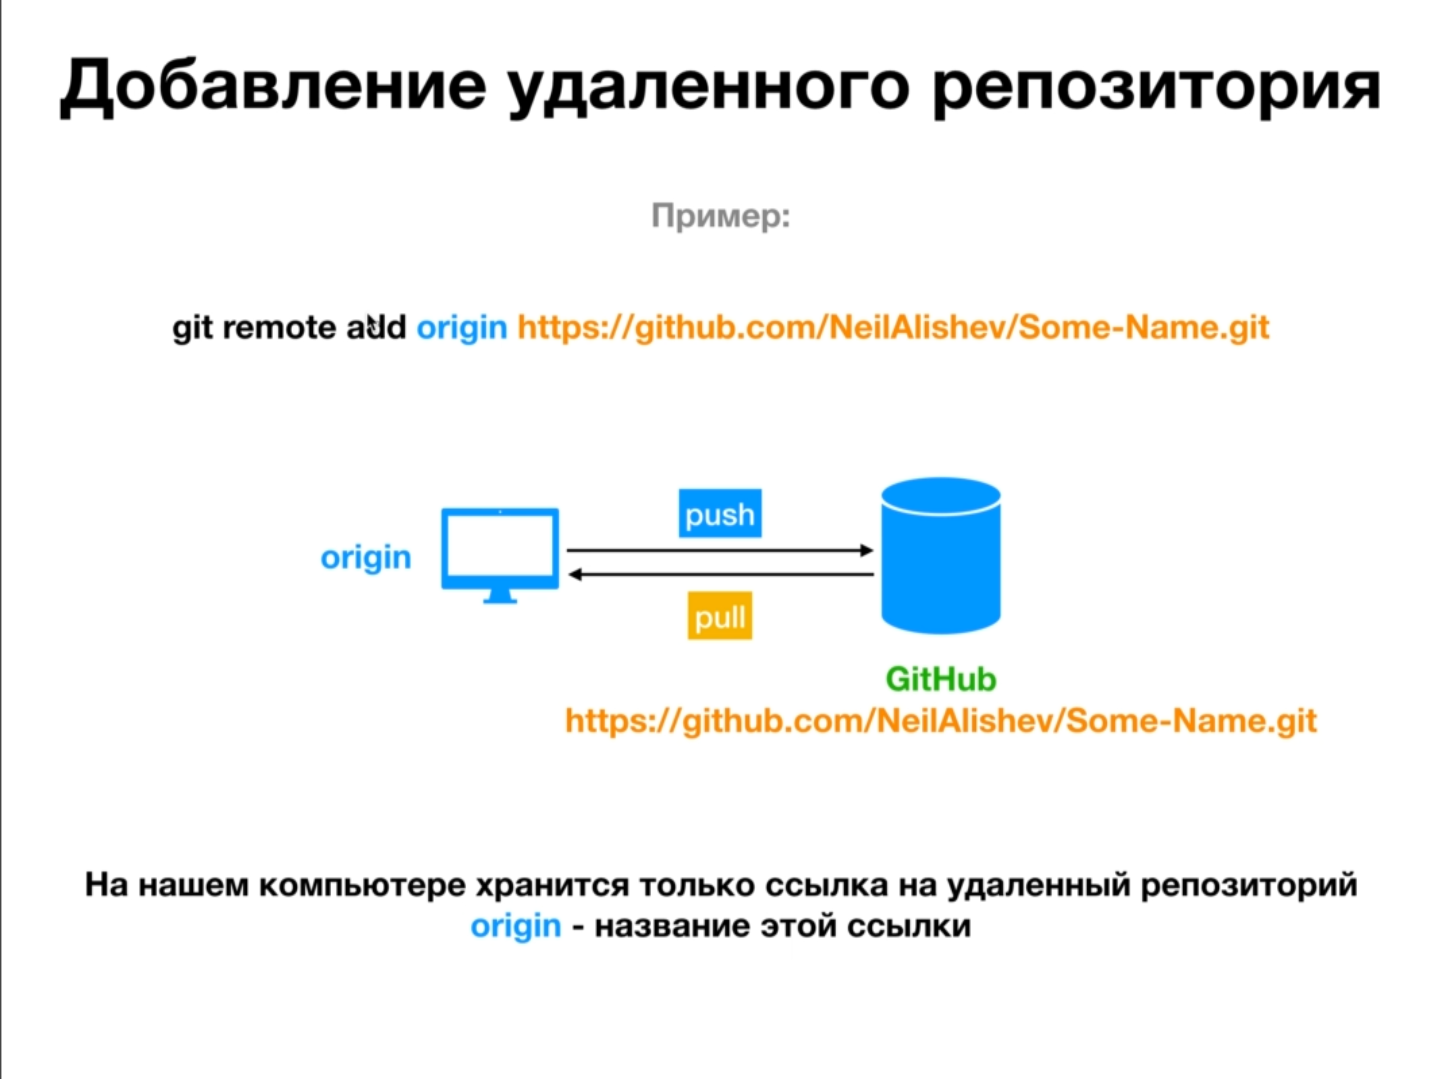 Добавление удаленного репозитория
Пример:
git remote add origin https://github.com/NeilAlishev/Some-Name.git
push
origin
pull
GitHub
https://github.com/NeilAlishev/Some-Name.git
На нашем компьютере хранится только ссылка на удаленный репозиторий
origin - название этой ссылки